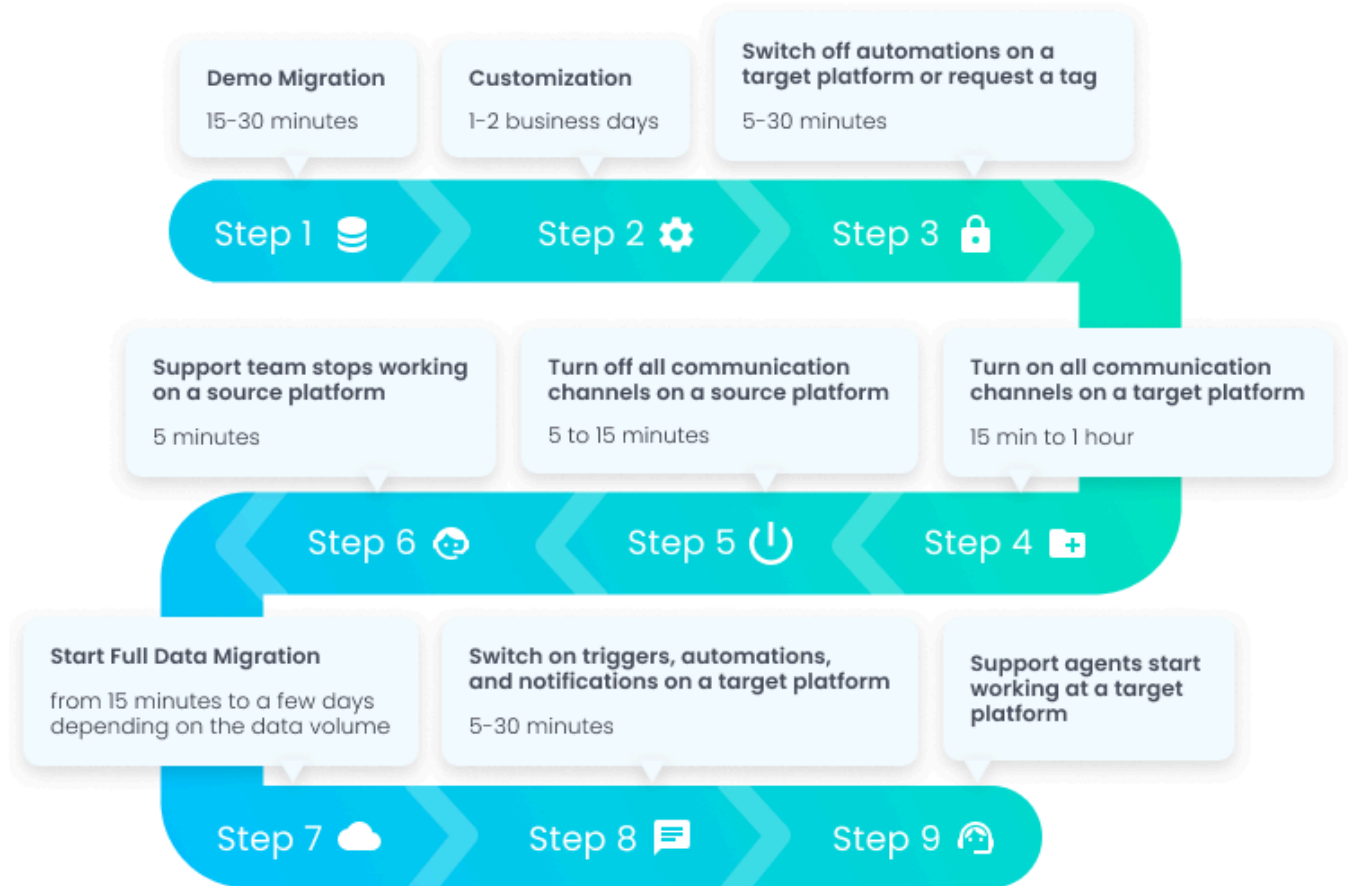 Demo Migration
15-30 minutes
Customization
1-2 business days
Switch off automations on a
target platform or request a tag
5-30 minutes
Step 1
Step 2
Step 3
Support team stops working
on a source platform
5 minutes
Turn off all communication
channels on a source platform
5 to 15 minutes
Turn on all communication
channels on a target platform
15 min to 1 hour
Step 6
Step 5
Step 4
Start Full Data Migration
from 15 minutes to a few days
depending on the data volume
Switch on triggers, automations,
and notifications on a target platform
5-30 minutes
Support agents start
working at a target
platform
Step 7
Step 8
Step 9